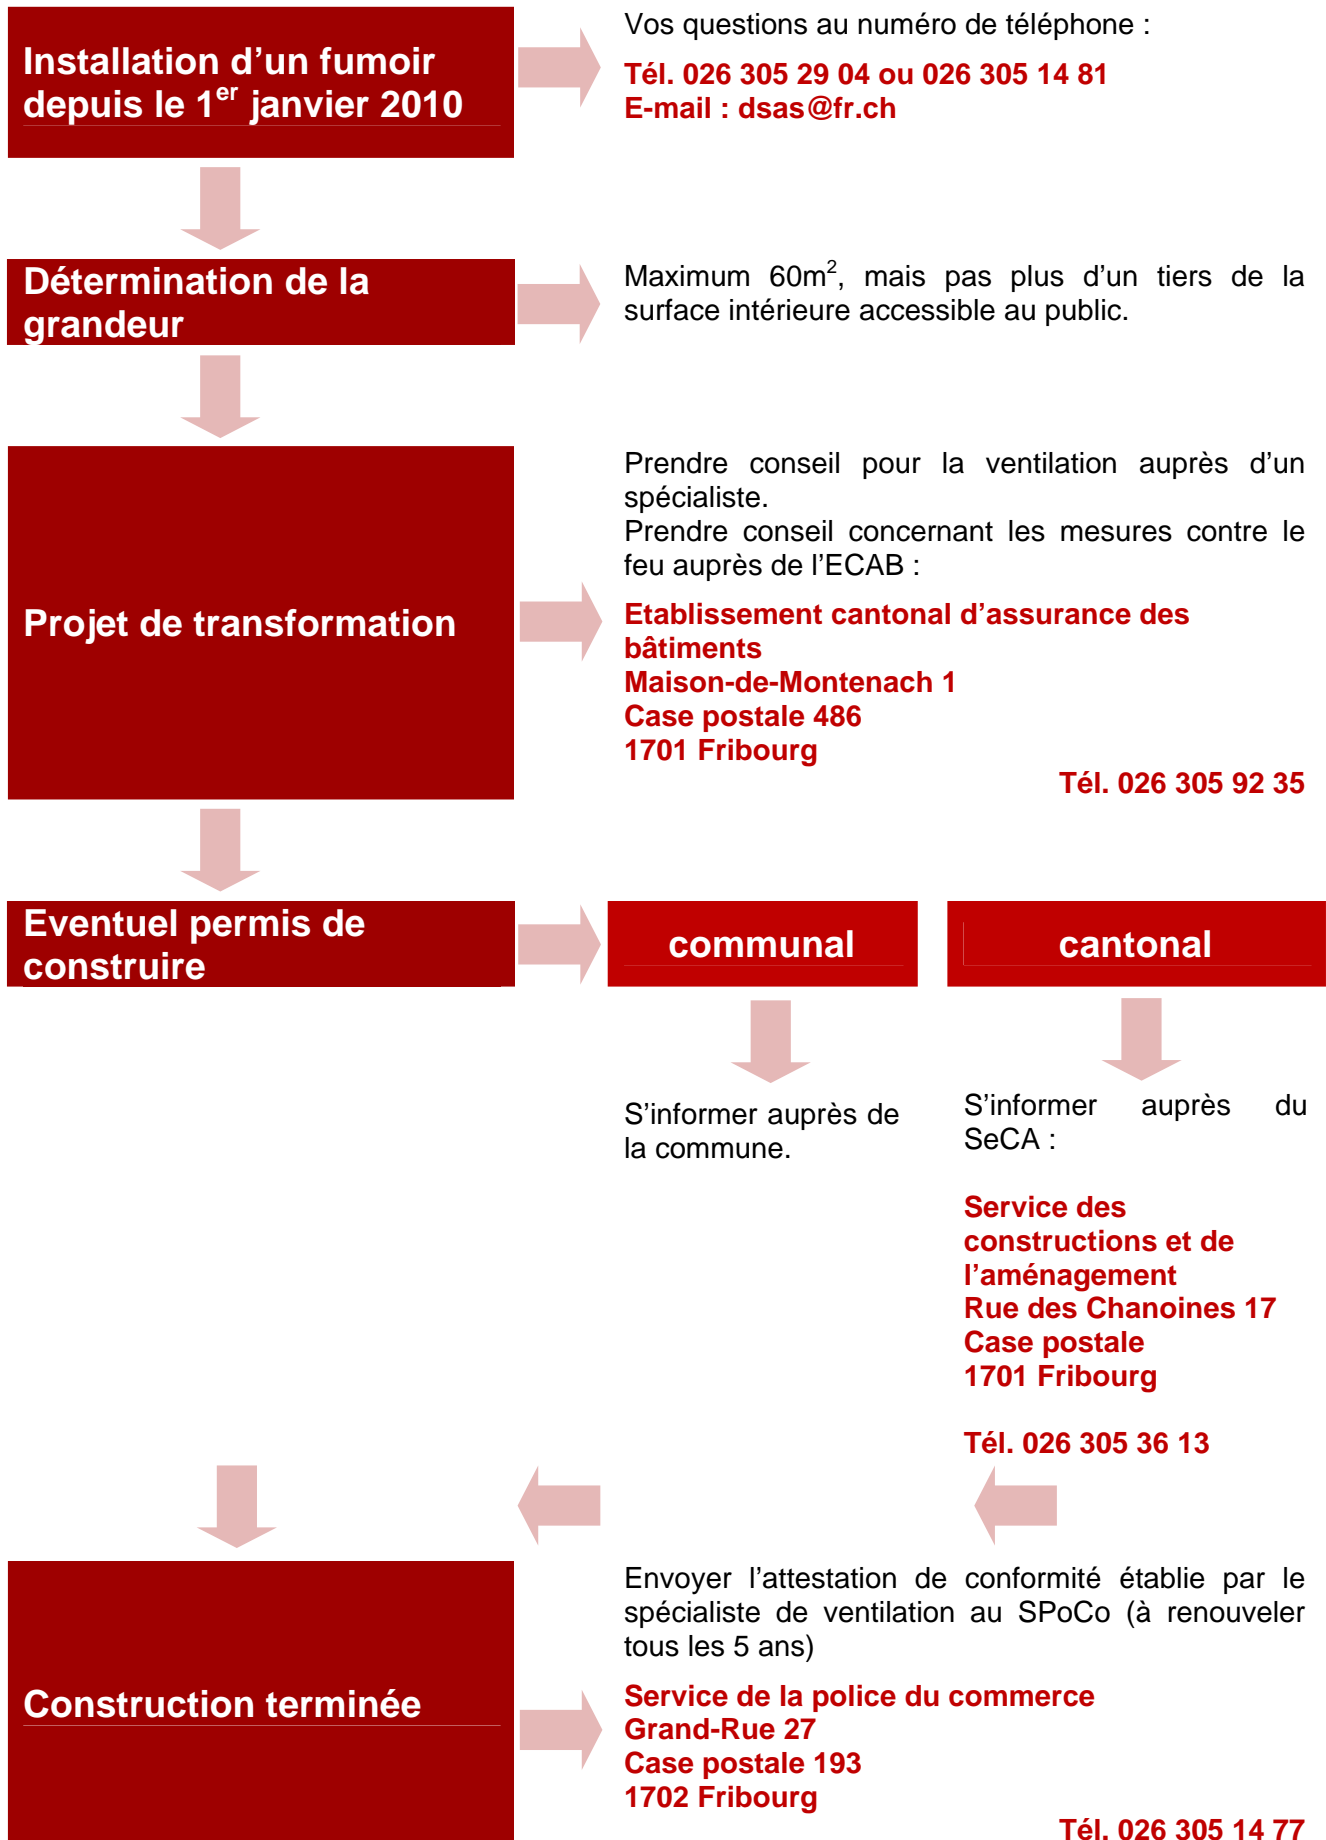 Installation d’un fumoir
depuis le 1er janvier 2010
Vos questions au numéro de téléphone :
Tél. 026 305 29 04 ou 026 305 14 81
E-mail : dsas@fr.ch
Détermination de la
grandeur
Maximum 60m2, mais pas plus d’un tiers de la
surface intérieure accessible au public.
Projet de transformation
Prendre conseil pour la ventilation auprès d’un
spécialiste.
Prendre conseil concernant les mesures contre le
feu auprès de l’ECAB :
Etablissement cantonal d’assurance des
bâtiments
Maison-de-Montenach 1
Case postale 486
1701 Fribourg
Tél. 026 305 92 35
Eventuel permis de
construire
communal
cantonal
S’informer auprès de
la commune.
S’informer auprès du
SeCA :
Service des
constructions et de
l’aménagement
Rue des Chanoines 17
Case postale
1701 Fribourg
Tél. 026 305 36 13
Construction terminée
Envoyer l’attestation de conformité établie par le
spécialiste de ventilation au SPoCo (à renouveler
tous les 5 ans)
Service de la police du commerce
Grand-Rue 27
Case postale 193
1702 Fribourg
Tél. 026 305 14 77